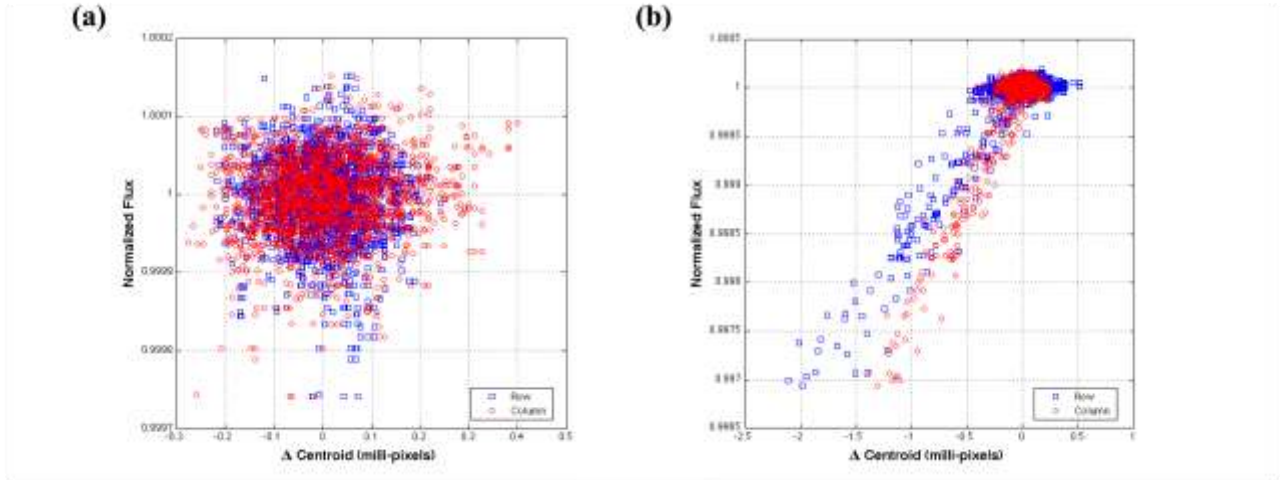 (a)
1.0002
1.0001
1
0.9999
0.9998
0.9997
Normalized Flux
-0.3 -0.2 -0.1 0 0.1 0.2 0.3 0.4 0.5
Δ Centroid (milli-pixels)
Row
Column
(b)
1.0005
1
0.9995
0.999
0.9985
0.998
0.9975
0.997
0.9965
Normalized Flux
-2.5 -2 -1.5 -1 -0.5 0 0.5 1
Δ Centroid (milli-pixels)
Row
Column